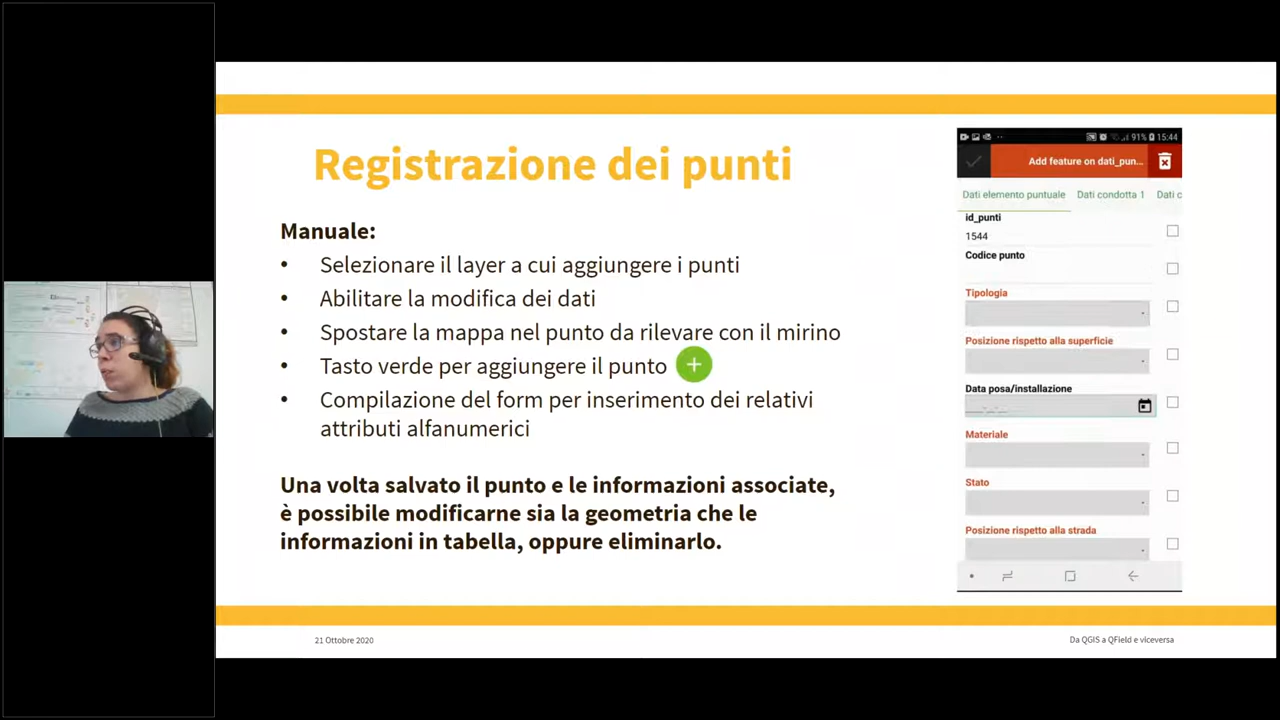 Registrazione dei punti
Manuale:
• Selezionare il layer a cui aggiungere i punti
• Abilitare la modifica dei dati
• Spostare la mappa nel punto da rilevare con il mirino
• Tasto verde per aggiungere il punto +
• Compilazione del form per inserimento dei relativi
attributi alfanumerici
Una volta salvato il punto e le informazioni associate,
è possibile modificarne sia la geometria che le
informazioni in tabella, oppure eliminarlo.
91% 15:44
Add feature on dati_pun...
Dati elemento puntuale Dati condotta 1 Dati c
id_punti
1544
Codice punto
Tipologia
Posizione rispetto alla superficie
Data posa/installazione
Materiale
Stato
Posizione rispetto alla strada
21 Ottobre 2020
Da QGIS a QField e viceversa